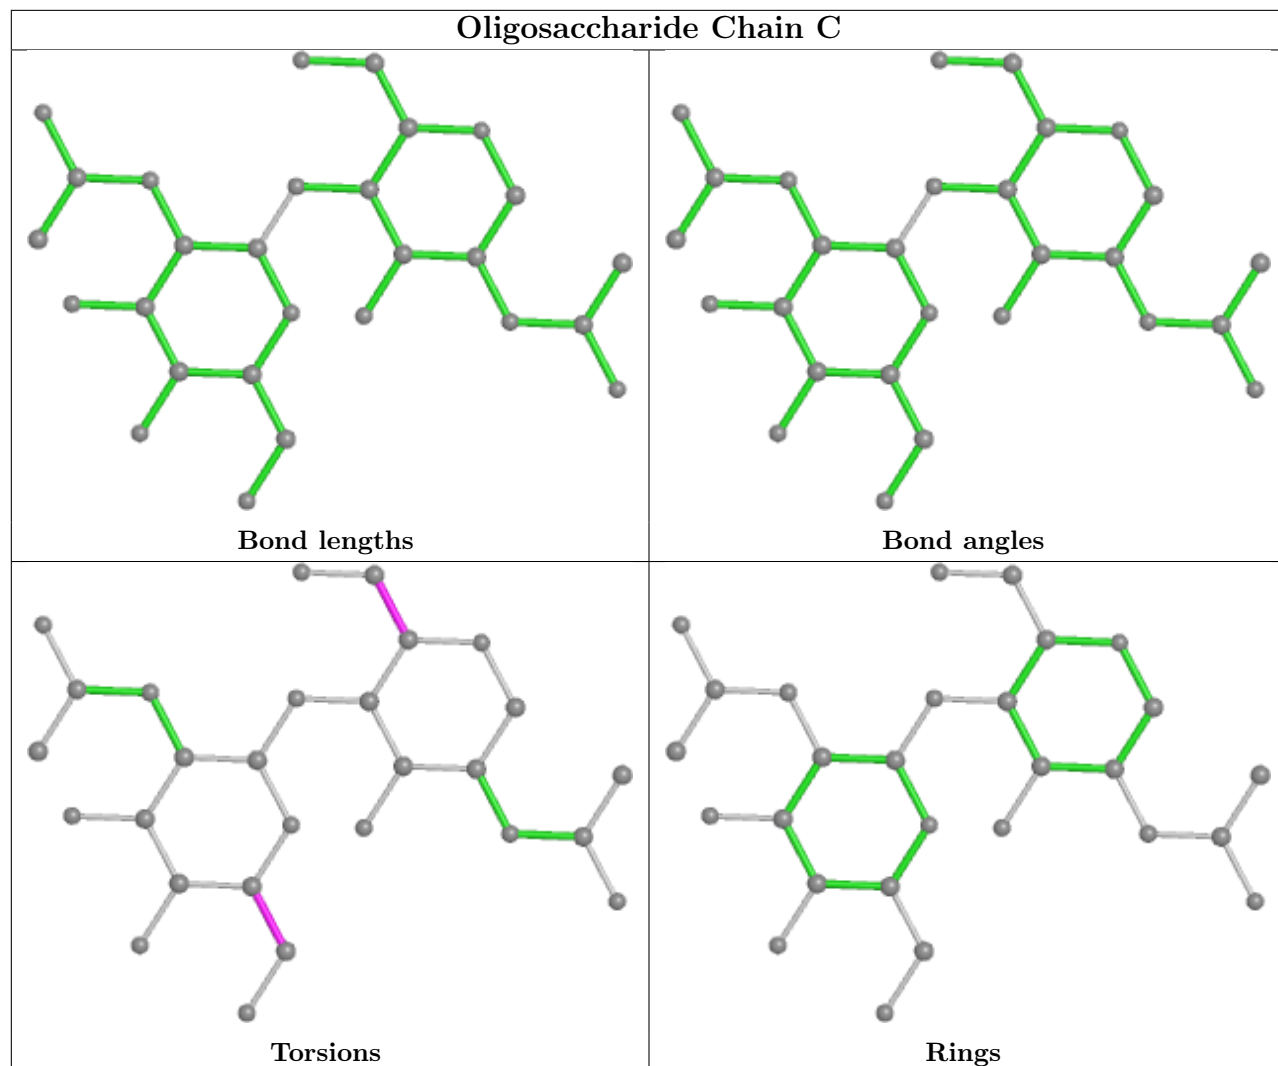 Oligosaccharide Chain C
Bond lengths
Bond angles
Torsions
Rings